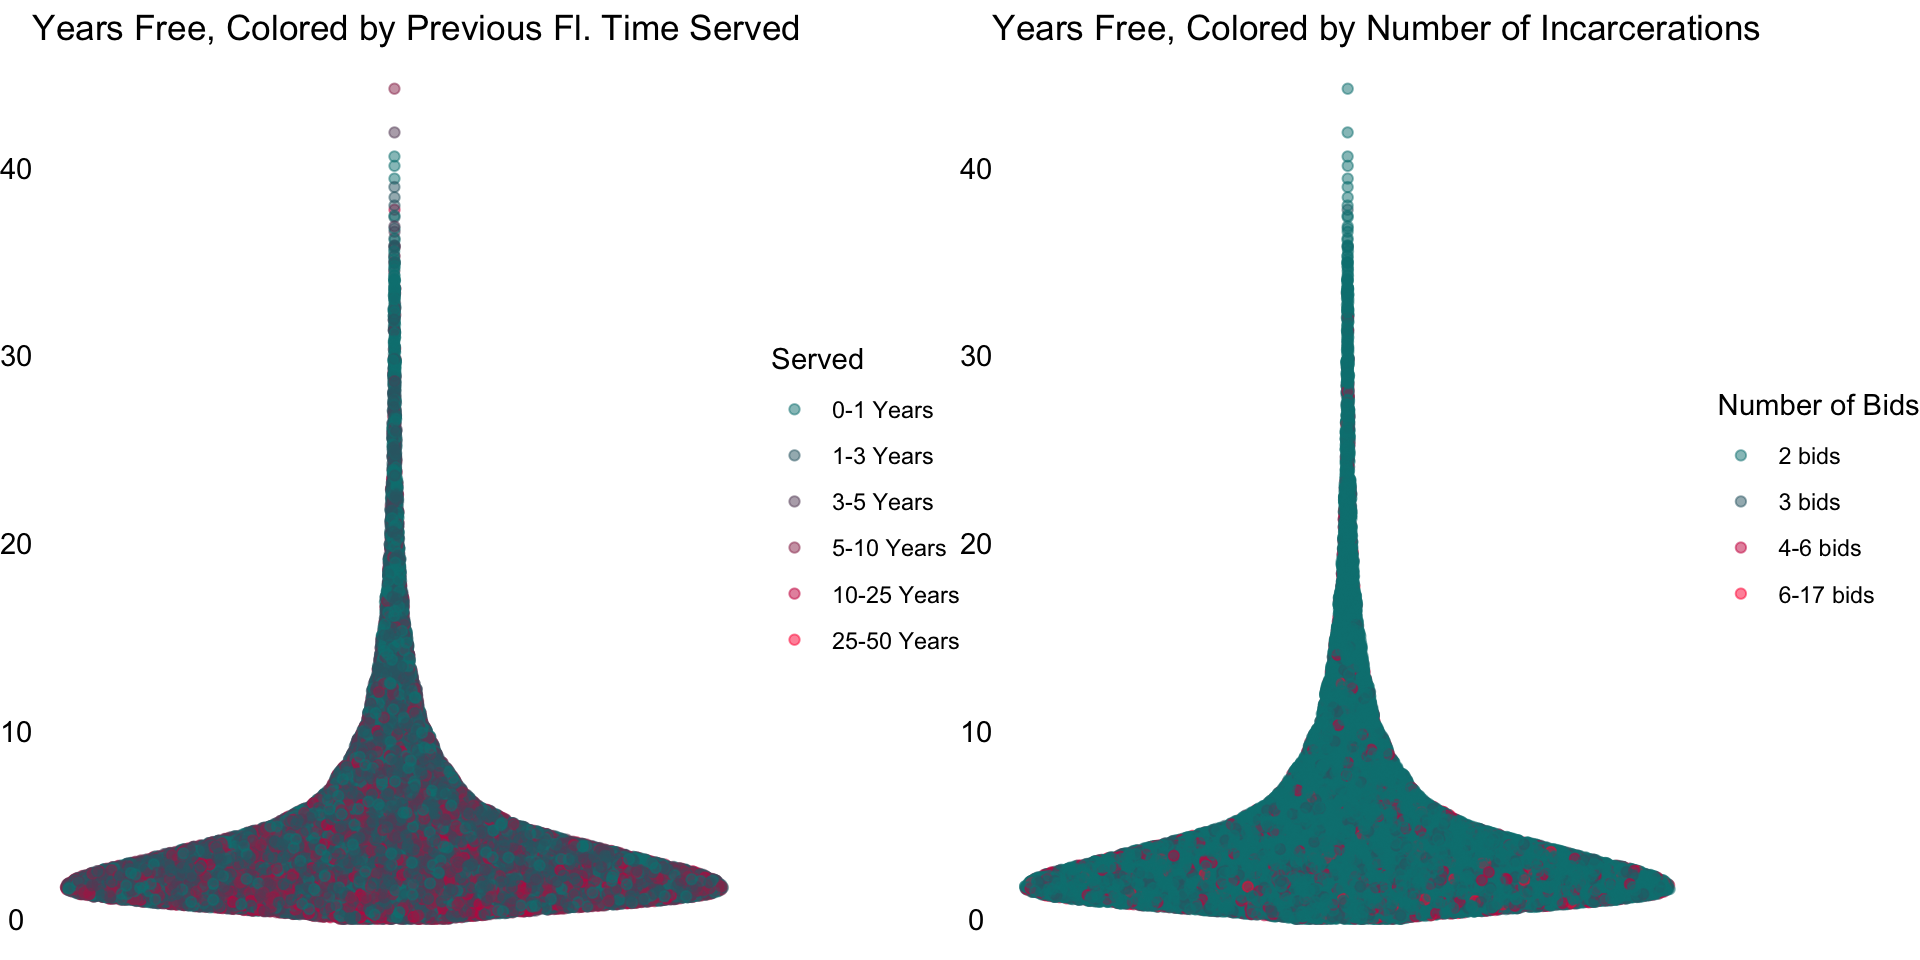 Years Free, Colored by Previous Fl. Time Served
40
30
20
10
0
Served
0-1 Years
1-3 Years
3-5 Years
5-10 Years
10-25 Years
25-50 Years
Years Free, Colored by Number of Incarcerations
40
30
20
10
0
Number of Bids
2 bids
3 bids
4-6 bids
6-17 bids